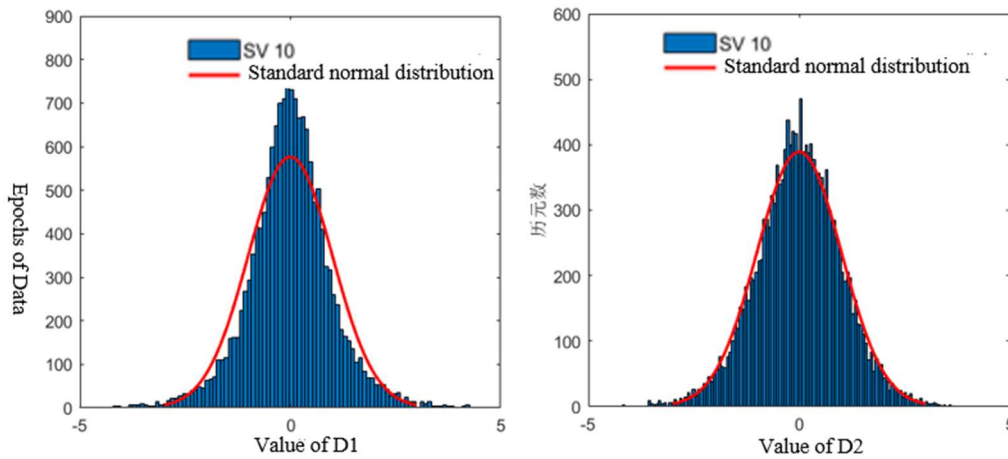 900
800
700
600
500
400
300
200
100
0
-5
0
5
SV 10
Standard normal distribution
Epochs of Data
Value of D1
600
500
400
300
200
100
0
-5
0
5
SV 10
Standard normal distribution
历元数
Value of D2